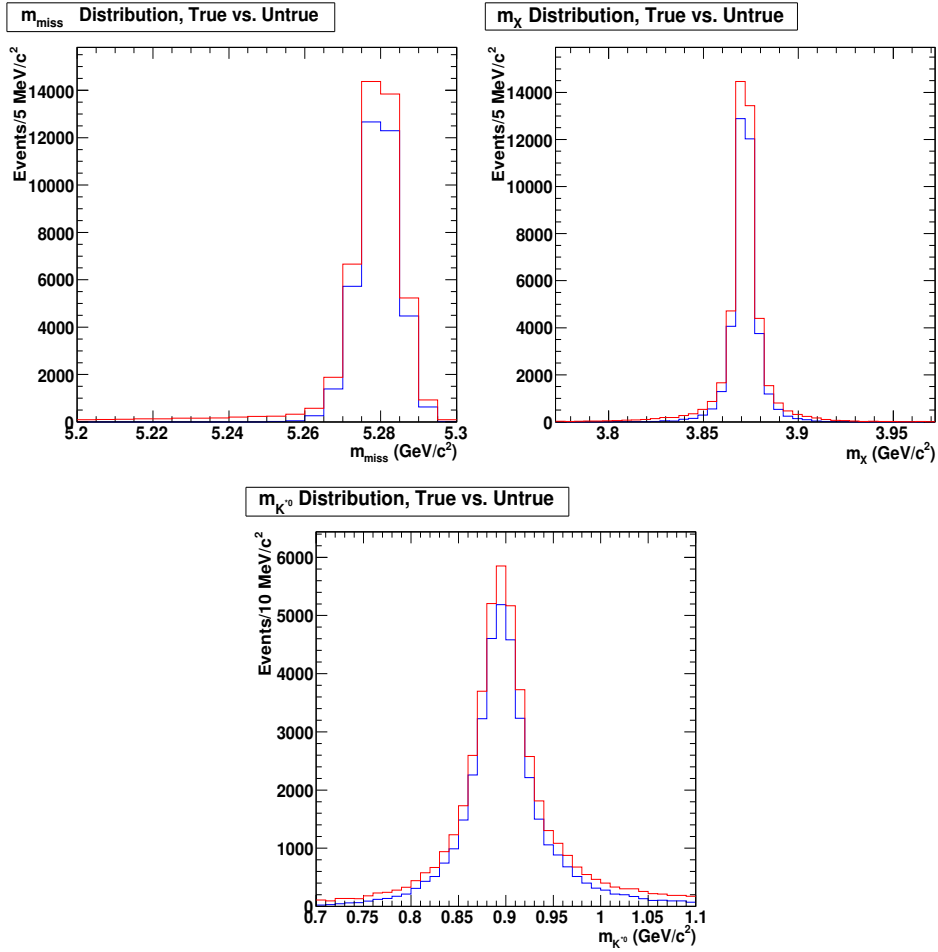 m_miss Distribution, True vs. Untrue
Events/5 MeV/c²
14000
12000
10000
8000
6000
4000
2000
0
5.2 5.22 5.24 5.26 5.28 5.3
m_miss (GeV/c²)
m_X Distribution, True vs. Untrue
Events/5 MeV/c²
14000
12000
10000
8000
6000
4000
2000
0
3.8 3.85 3.9 3.95
m_X (GeV/c²)
m_K*0 Distribution, True vs. Untrue
Events/10 MeV/c²
6000
5000
4000
3000
2000
1000
0
0.7 0.75 0.8 0.85 0.9 0.95 1 1.05 1.1
m_K*0 (GeV/c²)